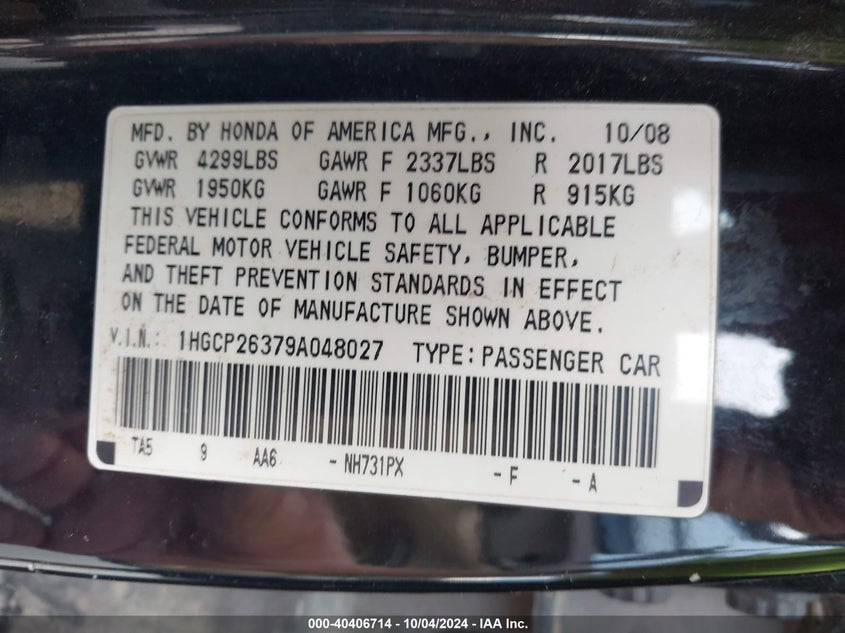 MFD. BY HONDA OF AMERICA MFG., INC. 10/08
GVWR 4299LBS GAWR F 2337LBS R 2017LBS
GVWR 1950KG GAWR F 1060KG R 915KG
THIS VEHICLE CONFORMS TO ALL APPLICABLE
FEDERAL MOTOR VEHICLE SAFETY, BUMPER,
AND THEFT PREVENTION STANDARDS IN EFFECT
ON THE DATE OF MANUFACTURE SHOWN ABOVE.
V.I.N.: 1HGCP26379A048027 TYPE: PASSENGER CAR
TA5 9 AA6 - NH731PX - F - A
000-40406714 - 10/04/2024 - IAA Inc.